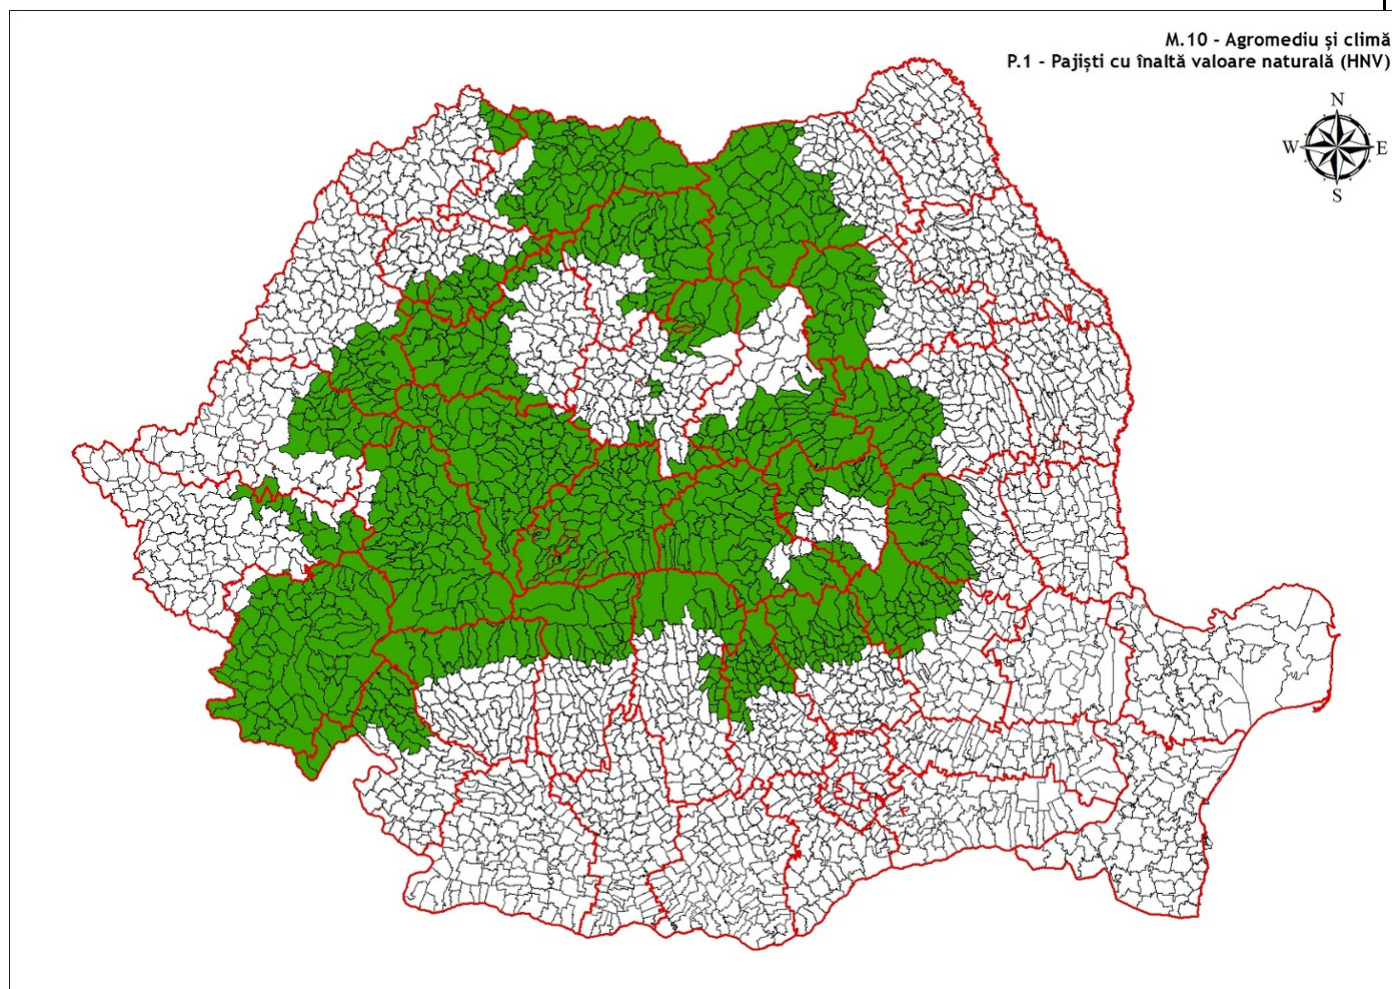 M.10 - Agromediu și climă
P.1 - Pajiști cu înaltă valoare naturală (HNV)
N
W E
S